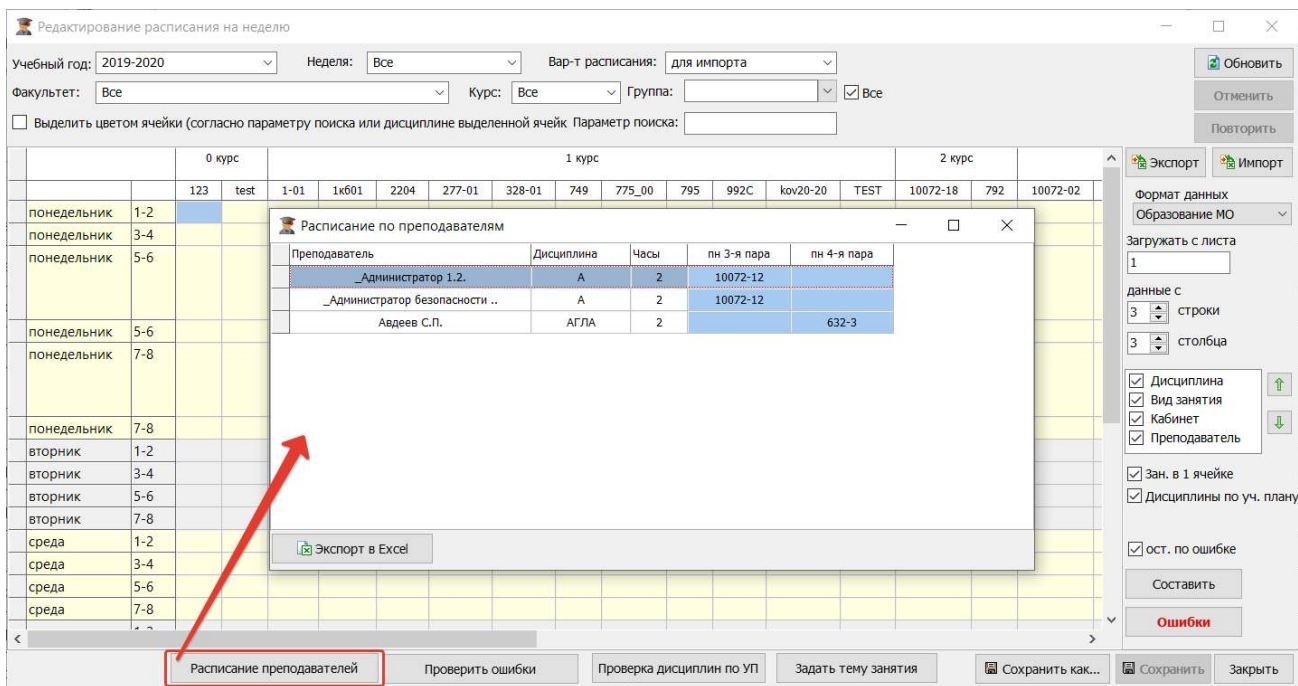 Редактирование расписания на неделю
Учебный год: 2019-2020 Неделя: Все Вар-т расписания: для импорта Обновить
Факультет: Все Курс: Все Группа: Все Отменить
Выделить цветом ячейки (согласно параметру поиска или дисциплине выделенной ячейк Параметр поиска: Повторить
0 курс 1 курс 2 курс Экспорт Импорт
123 test 1-01 1к601 2204 277-01 328-01 749 775_00 795 992С kov20-20 TEST 10072-18 792 10072-02
Формат данных
Образование МО
Загружать с листа
1
данные с
3 строки
3 столбца
Дисциплина
Вид занятия
Кабинет
Преподаватель
Зан. в 1 ячейке
Дисциплины по уч. плану
ост. по ошибке
Составить
Ошибки
понедельник 1-2
понедельник 3-4
понедельник 5-6
понедельник 5-6
понедельник 7-8
понедельник 7-8
вторник 1-2
вторник 3-4
вторник 5-6
вторник 7-8
среда 1-2
среда 3-4
среда 5-6
среда 7-8
Расписание по преподавателям
Преподаватель Дисциплина Часы пн 3-я пара пн 4-я пара
_Администратор 1.2. А 2 10072-12
_Администратор безопасности .. А 2 10072-12
Авдеев С.П. АГЛА 2 632-3
Экспорт в Excel
Расписание преподавателей Проверить ошибки Проверка дисциплин по УП Задать тему занятия Сохранить как... Сохранить Закрыть